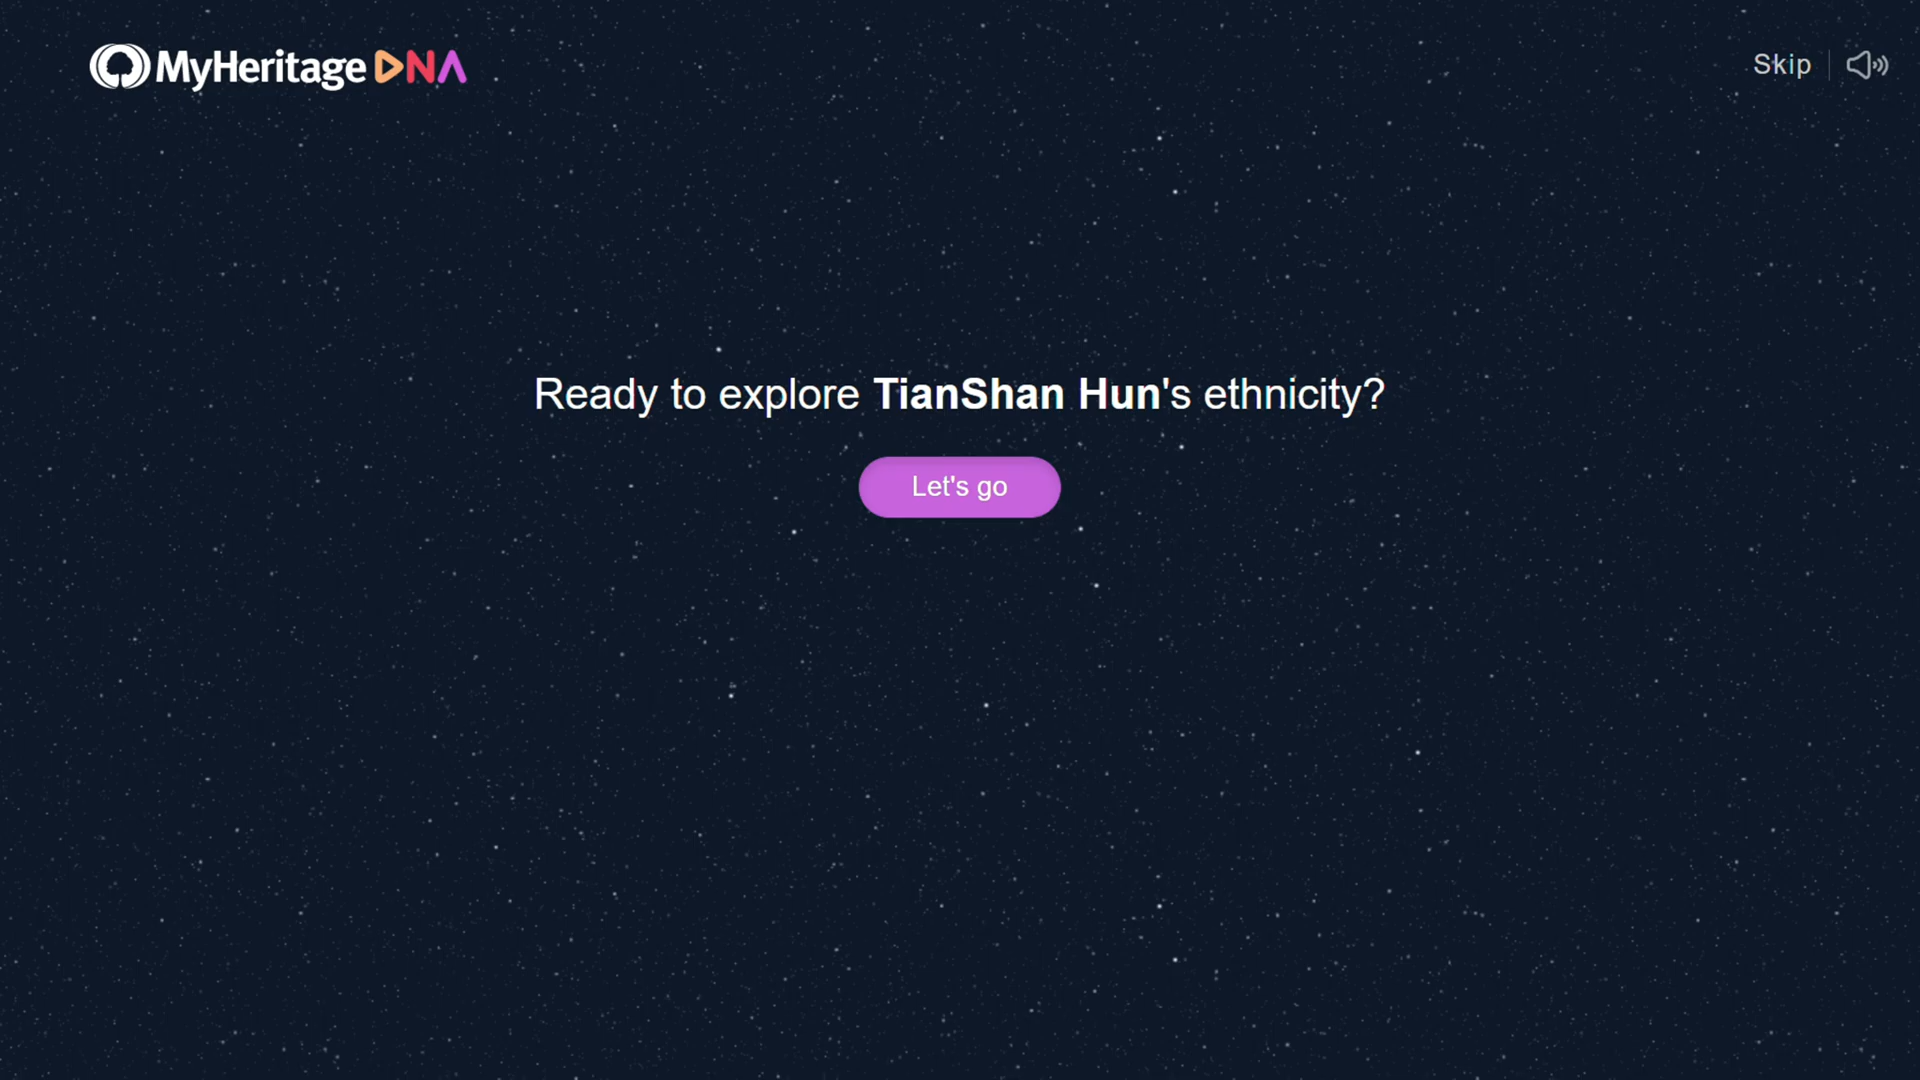 MyHeritage DNA
Skip
Ready to explore TianShan Hun's ethnicity?
Let's go